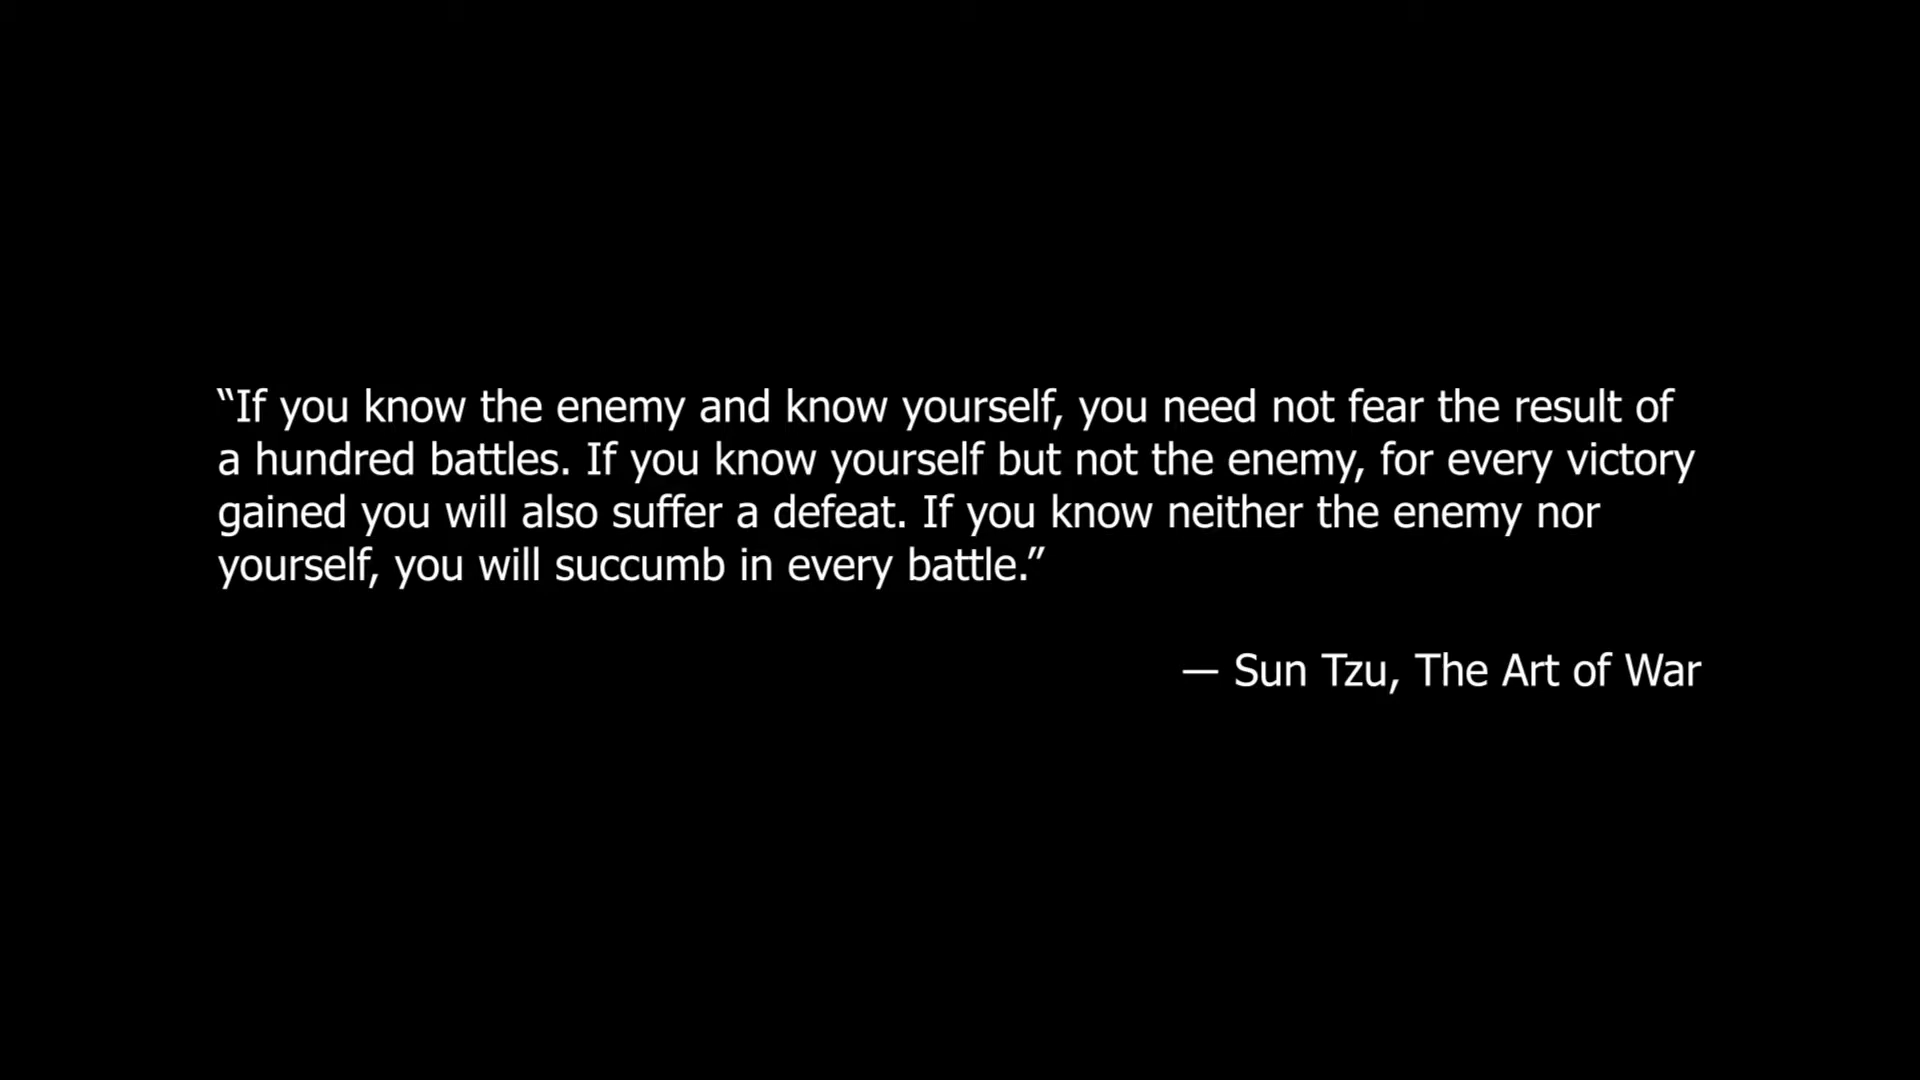 “If you know the enemy and know yourself, you need not fear the result of
a hundred battles. If you know yourself but not the enemy, for every victory
gained you will also suffer a defeat. If you know neither the enemy nor
yourself, you will succumb in every battle.”
— Sun Tzu, The Art of War